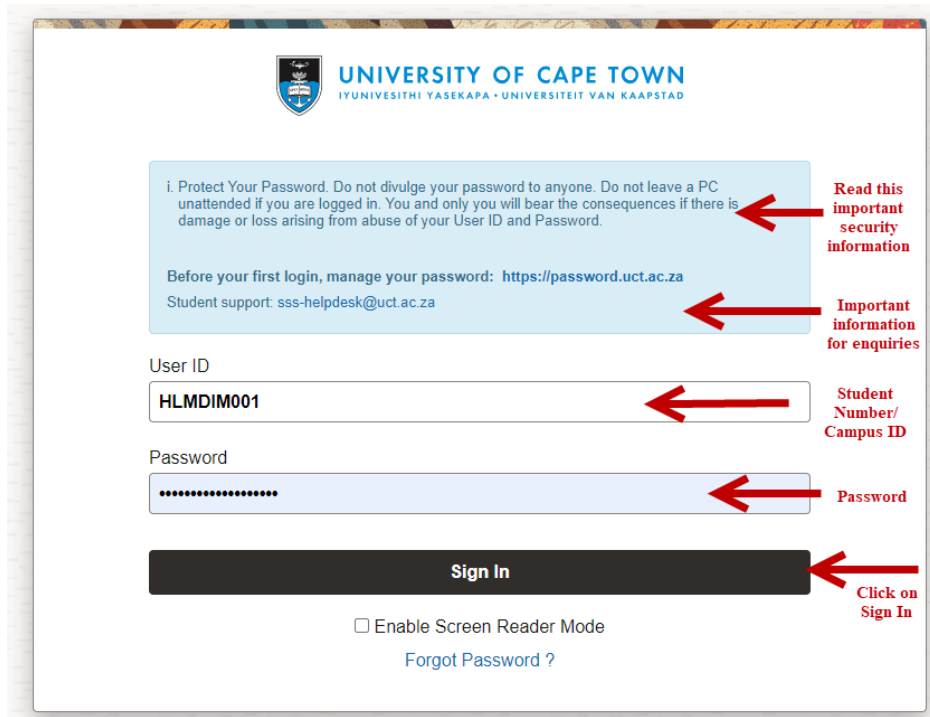 UNIVERSITY OF CAPE TOWN
IYUNIVESITHI YASEKAPA • UNIVERSITEIT VAN KAAPSTAD
i. Protect Your Password. Do not divulge your password to anyone. Do not leave a PC
unattended if you are logged in. You and only you will bear the consequences if there is
damage or loss arising from abuse of your User ID and Password.
Read this
important
security
information
Before your first login, manage your password: https://password.uct.ac.za
Student support: sss-helpdesk@uct.ac.za
Important
information
for enquiries
User ID
HLMDIM001
Student
Number/
Campus ID
Password
•••••••••••••••••••
Password
Sign In
Click on
Sign In
Enable Screen Reader Mode
Forgot Password ?